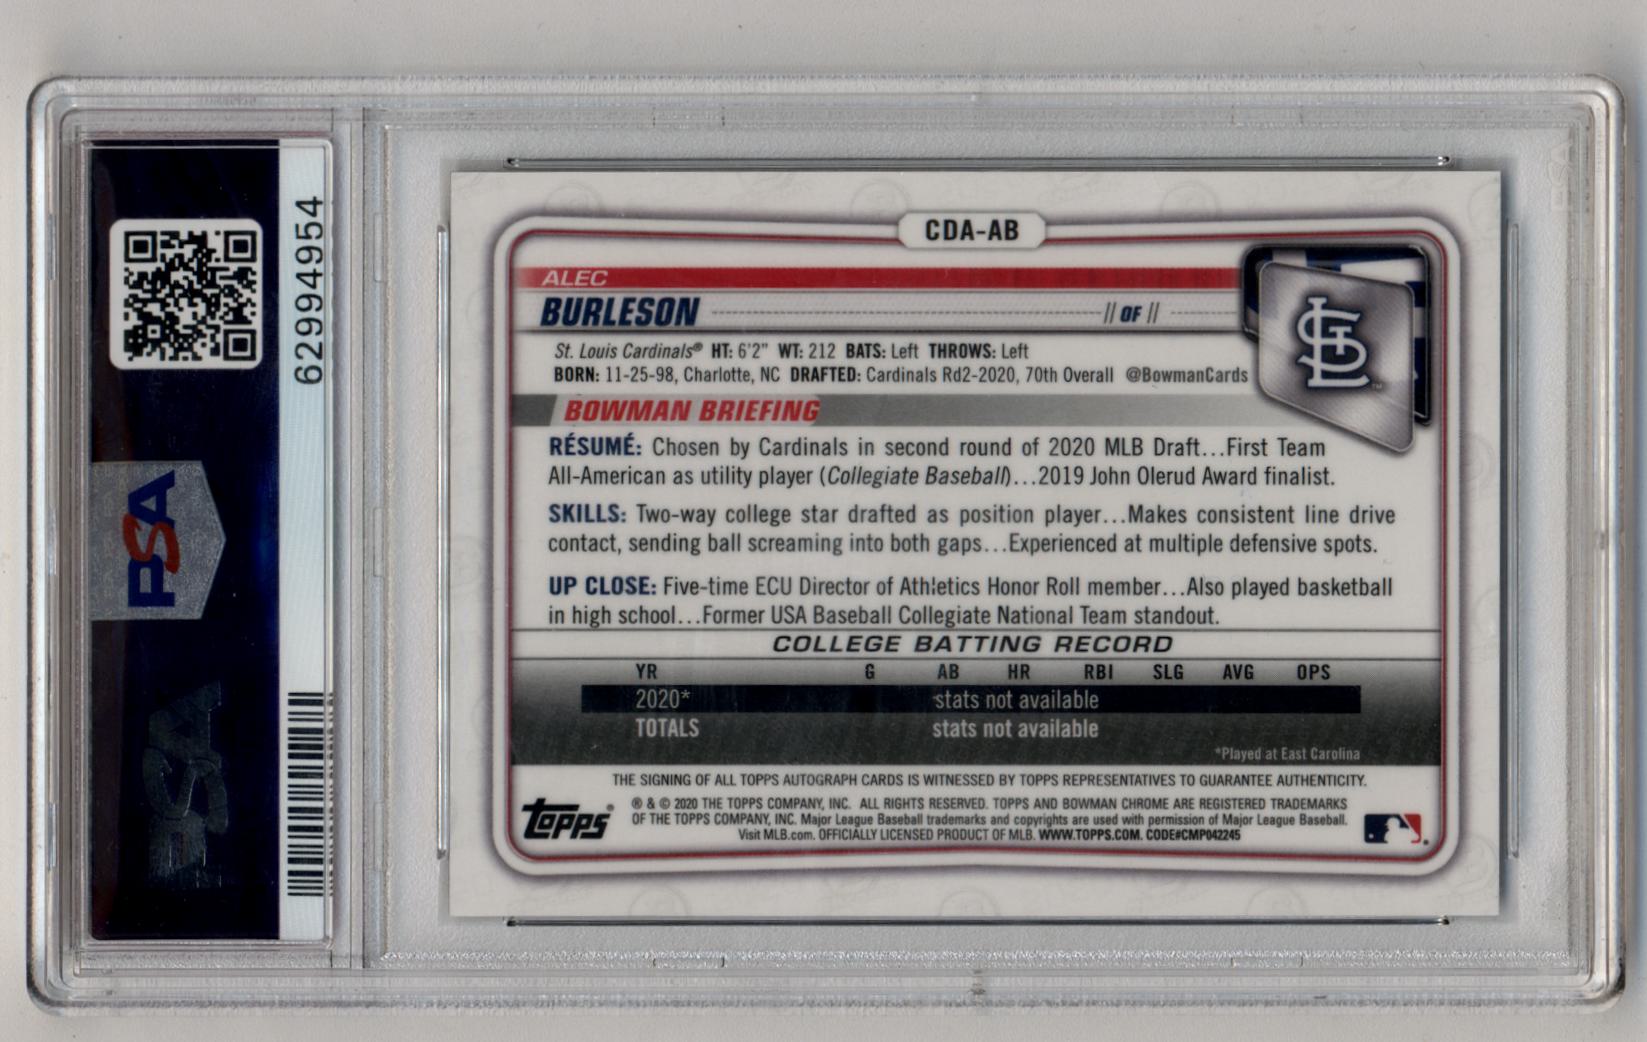 62994954
PSA
CDA-AB
ALEC
BURLESON // OF //
St. Louis Cardinals® HT: 6'2" WT: 212 BATS: Left THROWS: Left
BORN: 11-25-98, Charlotte, NC DRAFTED: Cardinals Rd2-2020, 70th Overall @BowmanCards
BOWMAN BRIEFING
RÉSUMÉ: Chosen by Cardinals in second round of 2020 MLB Draft...First Team
All-American as utility player (Collegiate Baseball)...2019 John Olerud Award finalist.
SKILLS: Two-way college star drafted as position player...Makes consistent line drive
contact, sending ball screaming into both gaps...Experienced at multiple defensive spots.
UP CLOSE: Five-time ECU Director of Athletics Honor Roll member...Also played basketball
in high school...Former USA Baseball Collegiate National Team standout.
COLLEGE BATTING RECORD
YR G AB HR RBI SLG AVG OPS
2020* stats not available
TOTALS stats not available
*Played at East Carolina
THE SIGNING OF ALL TOPPS AUTOGRAPH CARDS IS WITNESSED BY TOPPS REPRESENTATIVES TO GUARANTEE AUTHENTICITY.
Topps®
® & © 2020 THE TOPPS COMPANY, INC. ALL RIGHTS RESERVED. TOPPS AND BOWMAN CHROME ARE REGISTERED TRADEMARKS
OF THE TOPPS COMPANY, INC. Major League Baseball trademarks and copyrights are used with permission of Major League Baseball.
Visit MLB.com. OFFICIALLY LICENSED PRODUCT OF MLB. WWW.TOPPS.COM. CODE#CMP042245
STL ™
PSA
PSA